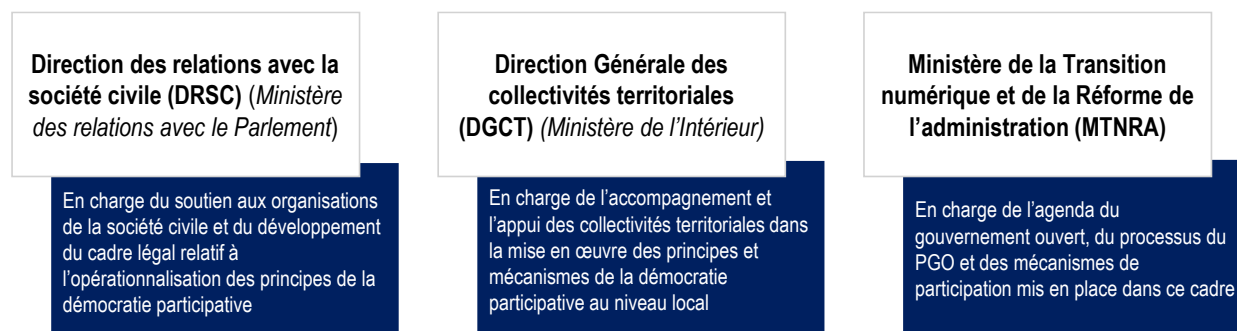 Direction des relations avec la
société civile (DRSC) (Ministère
des relations avec le Parlement)
En charge du soutien aux organisations
de la société civile et du développement
du cadre légal relatif à
l’opérationnalisation des principes de la
démocratie participative
Direction Générale des
collectivités territoriales
(DGCT) (Ministère de l’Intérieur)
En charge de l’accompagnement et
l’appui des collectivités territoriales dans
la mise en œuvre des principes et
mécanismes de la démocratie
participative au niveau local
Ministère de la Transition
numérique et de la Réforme de
l’administration (MTNRA)
En charge de l’agenda du
gouvernement ouvert, du processus du
PGO et des mécanismes de
participation mis en place dans ce cadre